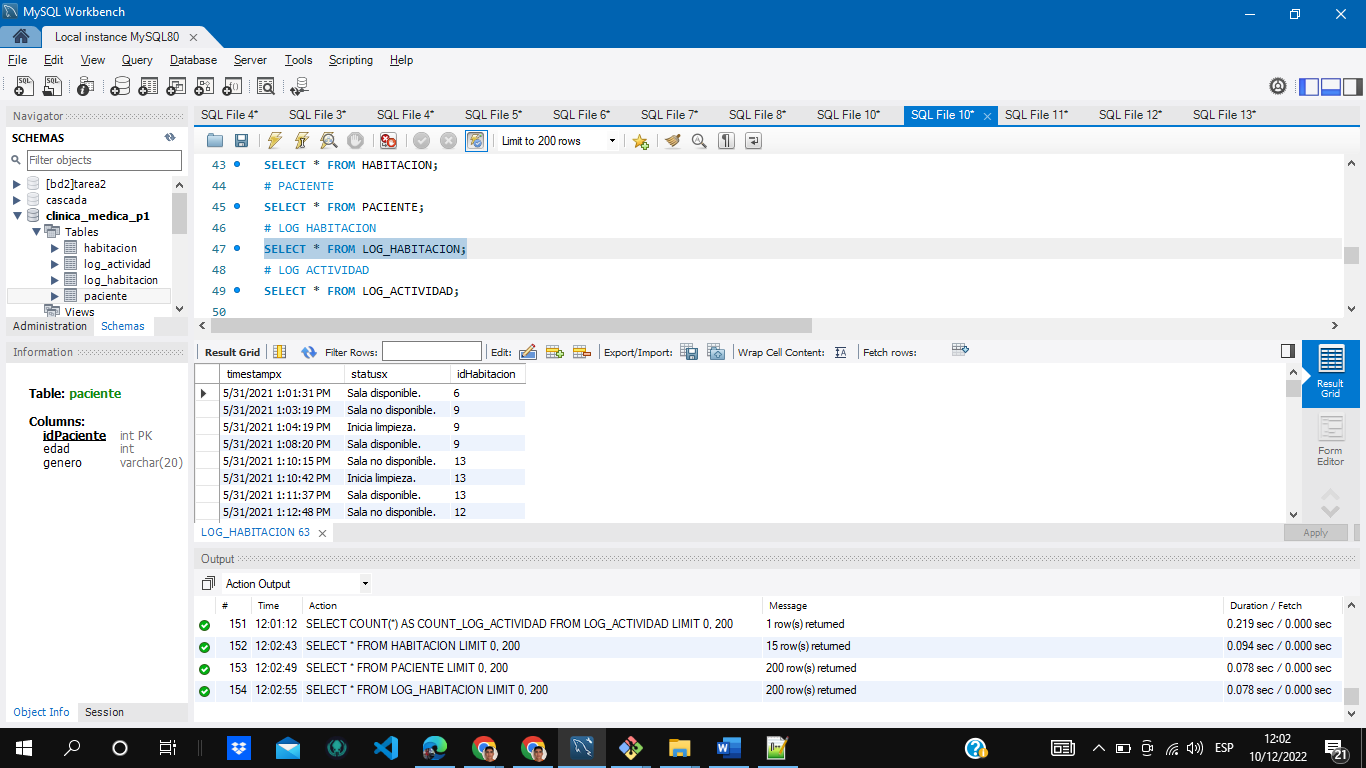 MySQL Workbench
Local instance MySQL80
File Edit View Query Database Server Tools Scripting Help
Navigator
SCHEMAS
Filter objects
[bd2]tarea2
cascada
clinica_medica_p1
Tables
habitacion
log_actividad
log_habitacion
paciente
Views
Administration Schemas
Information
Table: paciente
Columns:
idPaciente int PK
edad int
genero varchar(20)
Object Info Session
SQL File 4* SQL File 3* SQL File 4* SQL File 5* SQL File 6* SQL File 7* SQL File 8* SQL File 10* SQL File 10* SQL File 11* SQL File 12* SQL File 13*
Limit to 200 rows
43 SELECT * FROM HABITACION;
44 # PACIENTE
45 SELECT * FROM PACIENTE;
46 # LOG HABITACION
47 SELECT * FROM LOG_HABITACION;
48 # LOG ACTIVIDAD
49 SELECT * FROM LOG_ACTIVIDAD;
50
Result Grid Filter Rows: Edit: Export/Import: Wrap Cell Content: Fetch rows:
timestampx statusx idHabitacion
5/31/2021 1:01:31 PM Sala disponible. 6
5/31/2021 1:03:19 PM Sala no disponible. 9
5/31/2021 1:04:19 PM Inicia limpieza. 9
5/31/2021 1:08:20 PM Sala disponible. 9
5/31/2021 1:10:15 PM Sala no disponible. 13
5/31/2021 1:10:42 PM Inicia limpieza. 13
5/31/2021 1:11:37 PM Sala disponible. 13
5/31/2021 1:12:48 PM Sala no disponible. 12
Result
Grid
Form
Editor
LOG_HABITACION 63
Apply
Output
Action Output
# Time Action Message Duration / Fetch
151 12:01:12 SELECT COUNT(*) AS COUNT_LOG_ACTIVIDAD FROM LOG_ACTIVIDAD LIMIT 0, 200 1 row(s) returned 0.219 sec / 0.000 sec
152 12:02:43 SELECT * FROM HABITACION LIMIT 0, 200 15 row(s) returned 0.094 sec / 0.000 sec
153 12:02:49 SELECT * FROM PACIENTE LIMIT 0, 200 200 row(s) returned 0.078 sec / 0.000 sec
154 12:02:55 SELECT * FROM LOG_HABITACION LIMIT 0, 200 200 row(s) returned 0.078 sec / 0.000 sec
ESP
12:02
10/12/2022
21